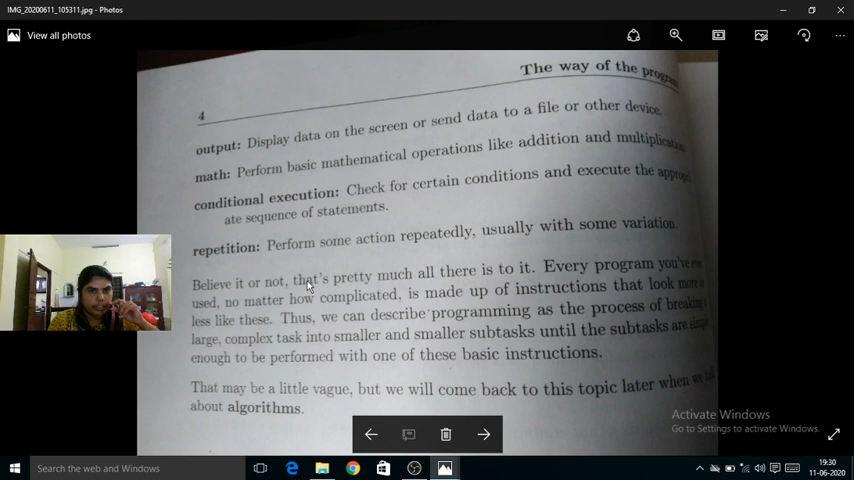 IMG_20200611_105311.jpg - Photos
View all photos
The way of the program
4
output: Display data on the screen or send data to a file or other device.
math: Perform basic mathematical operations like addition and multiplication
conditional execution: Check for certain conditions and execute the appropri
ate sequence of statements.
repetition: Perform some action repeatedly, usually with some variation.
Believe it or not, that's pretty much all there is to it. Every program you've ever
used, no matter how complicated, is made up of instructions that look more or
less like these. Thus, we can describe programming as the process of breaking a
large, complex task into smaller and smaller subtasks until the subtasks are simple
enough to be performed with one of these basic instructions.
That may be a little vague, but we will come back to this topic later when we
about algorithms.
Activate Windows
Go to Settings to activate Windows.
Search the web and Windows
19:30
11-06-2020